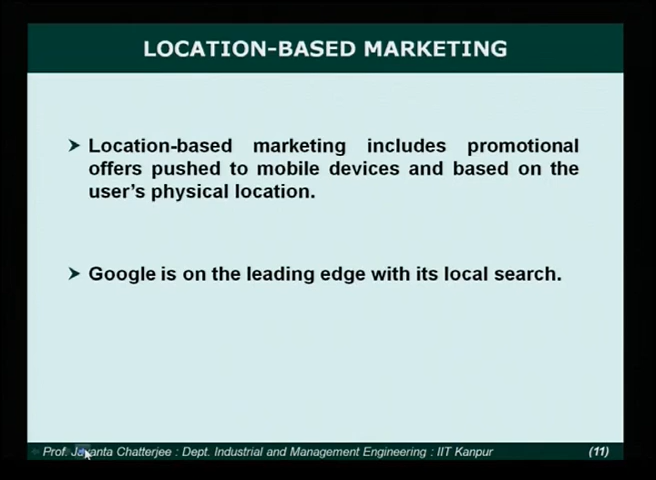 LOCATION-BASED MARKETING
➤ Location-based marketing includes promotional
offers pushed to mobile devices and based on the
user's physical location.
➤ Google is on the leading edge with its local search.
Prof. Jayanta Chatterjee : Dept. Industrial and Management Engineering : IIT Kanpur (11)